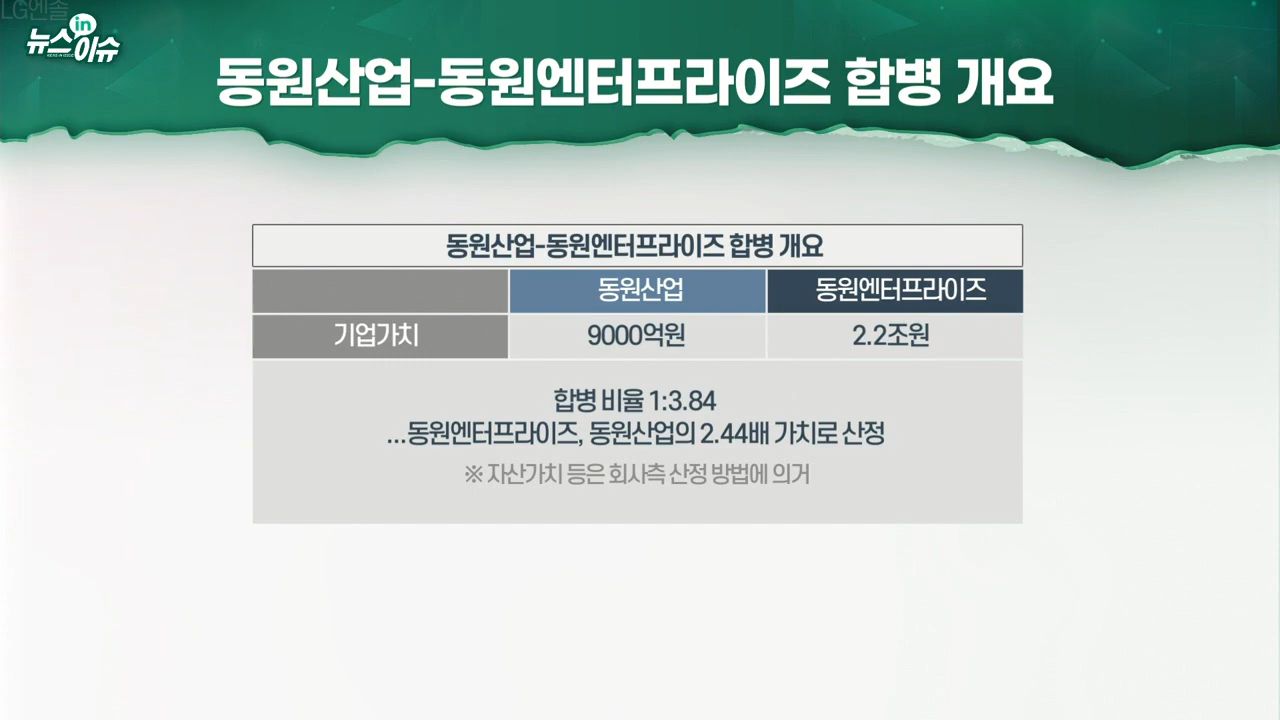 LG엔솔
뉴스 in 이슈
동원산업-동원엔터프라이즈 합병 개요
동원산업-동원엔터프라이즈 합병 개요
동원산업 동원엔터프라이즈
기업가치 9000억원 2.2조원
합병 비율 1:3.84
...동원엔터프라이즈, 동원산업의 2.44배 가치로 산정
※ 자산가치 등은 회사측 산정 방법에 의거